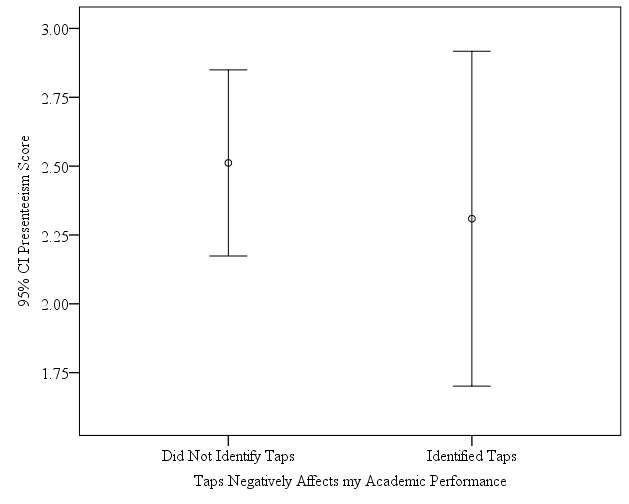 3.00
2.75
2.50
2.25
2.00
1.75
95% CI Presenteeism Score
Did Not Identify Taps
Identified Taps
Taps Negatively Affects my Academic Performance